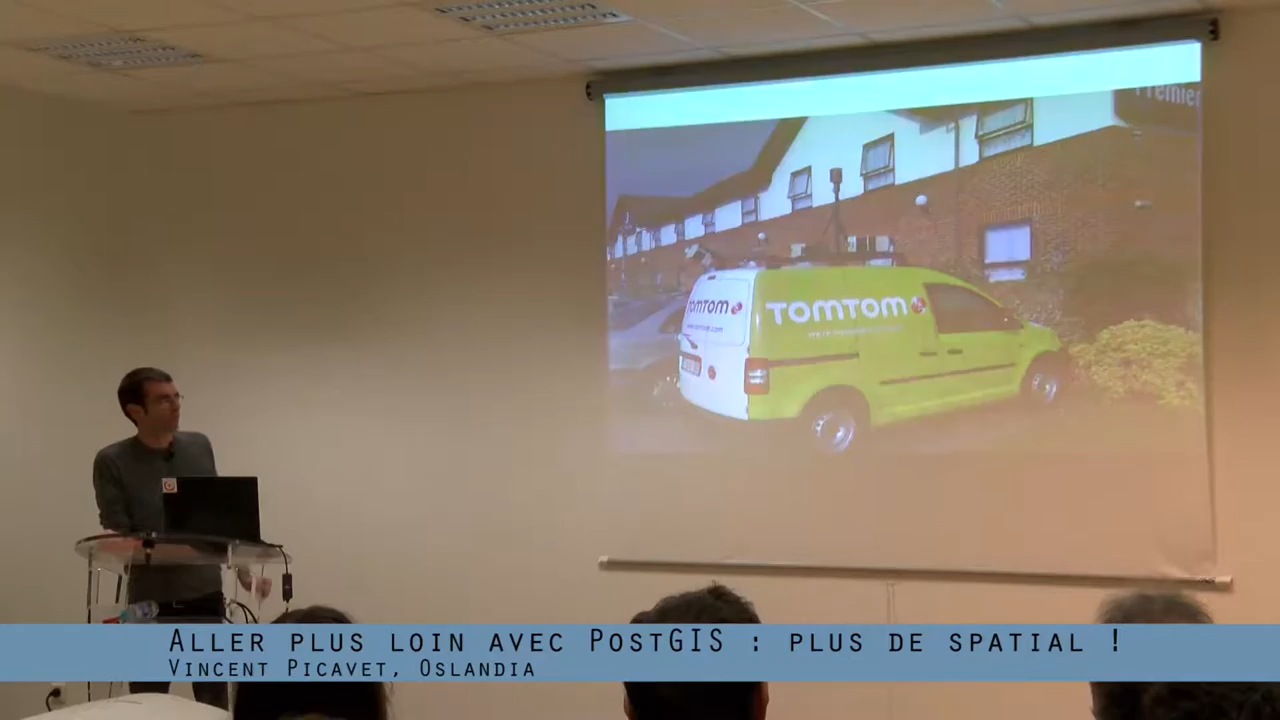 Premier
TOMTOM
TOMTOM
ALLER PLUS LOIN AVEC POSTGIS : PLUS DE SPATIAL !
VINCENT PICAVET, OSLANDIA